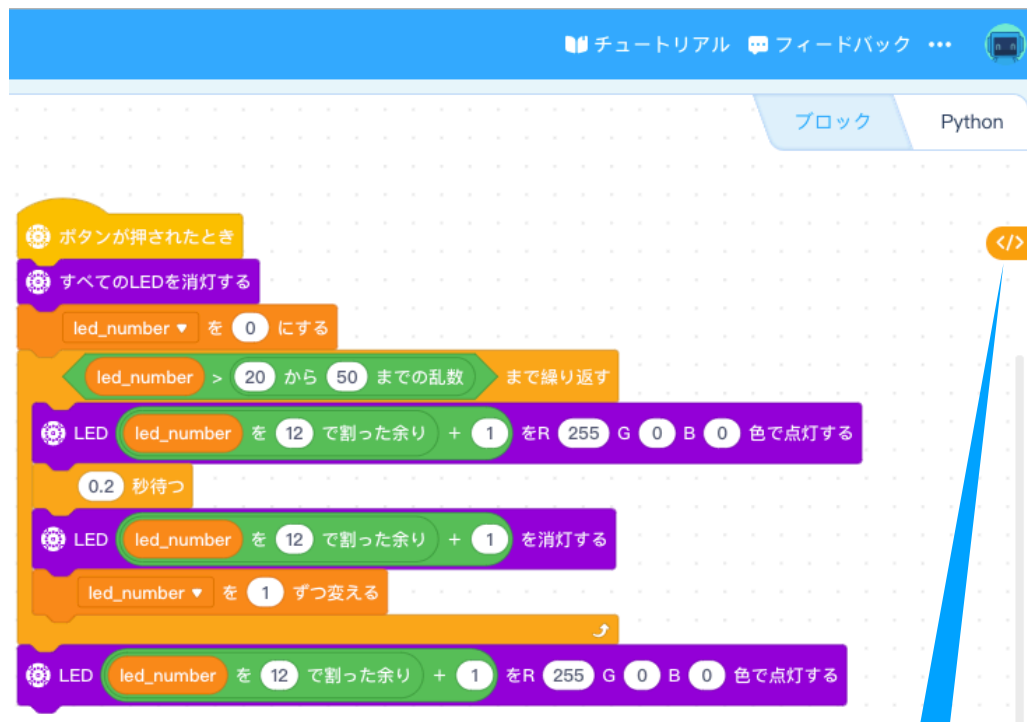 チュートリアル フィードバック •••
ブロック Python
ボタンが押されたとき
</>
すべてのLEDを消灯する
led_number ▼ を 0 にする
led_number > 20 から 50 までの乱数 まで繰り返す
LED led_number を 12 で割った余り + 1 をR 255 G 0 B 0 色で点灯する
0.2 秒待つ
LED led_number を 12 で割った余り + 1 を消灯する
led_number ▼ を 1 ずつ変える
LED led_number を 12 で割った余り + 1 をR 255 G 0 B 0 色で点灯する